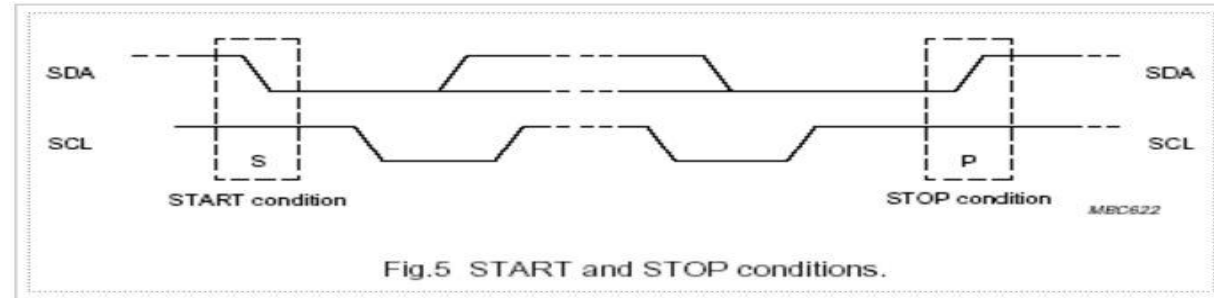 SDA SDA
SCL SCL
S P
START condition STOP condition
MBC622
Fig.5 START and STOP conditions.